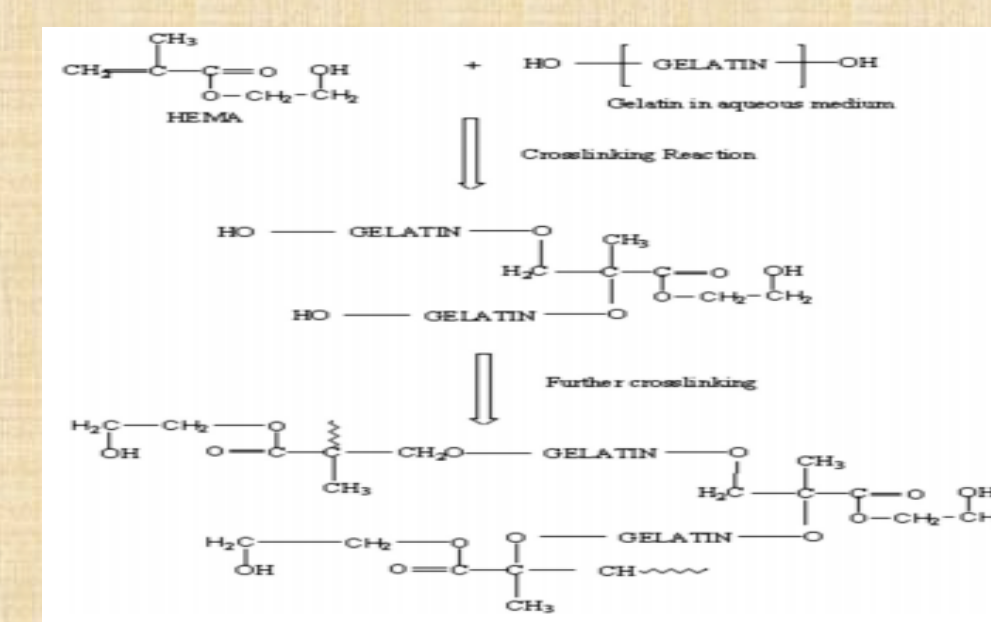 CH3
CH2 C C O OH
O CH2 CH2
HEMA
+
HO GELATIN OH
Gelatin in aqueous medium
Crosslinking Reaction
HO GELATIN O CH3
H2C C C O OH
O CH2 CH2
HO GELATIN O
Further crosslinking
H2C CH2 O
OH O C C CH2O GELATIN O CH3
CH3 H2C C C O OH
O CH2 CH
H2C CH2 O O GELATIN O
OH O C C CH
CH3